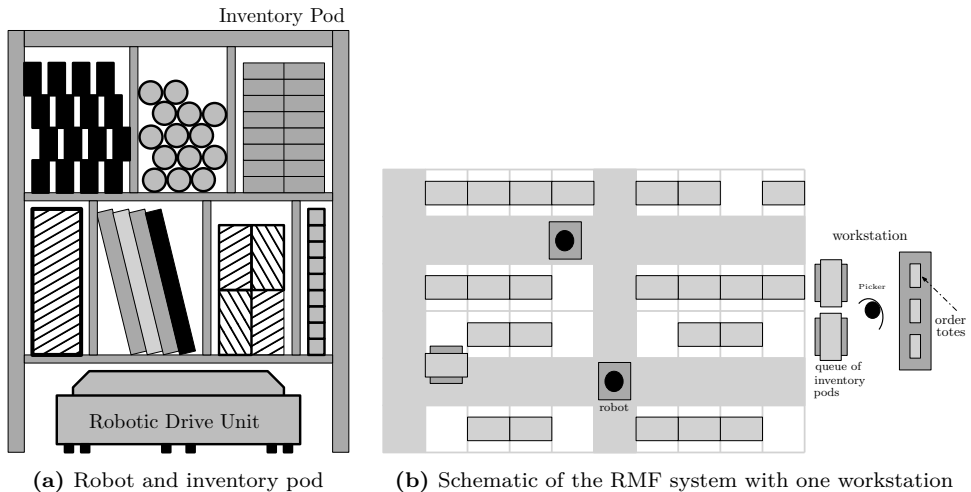 Inventory Pod
Robotic Drive Unit
(a) Robot and inventory pod
workstation
Picker
order
totes
queue of
inventory
pods
robot
(b) Schematic of the RMF system with one workstation